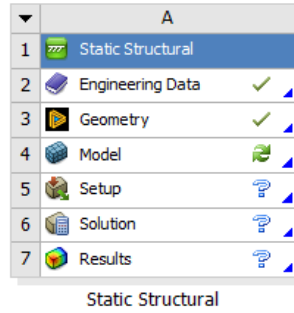 A
1 Static Structural
2 Engineering Data
3 Geometry
4 Model
5 Setup
6 Solution
7 Results
Static Structural